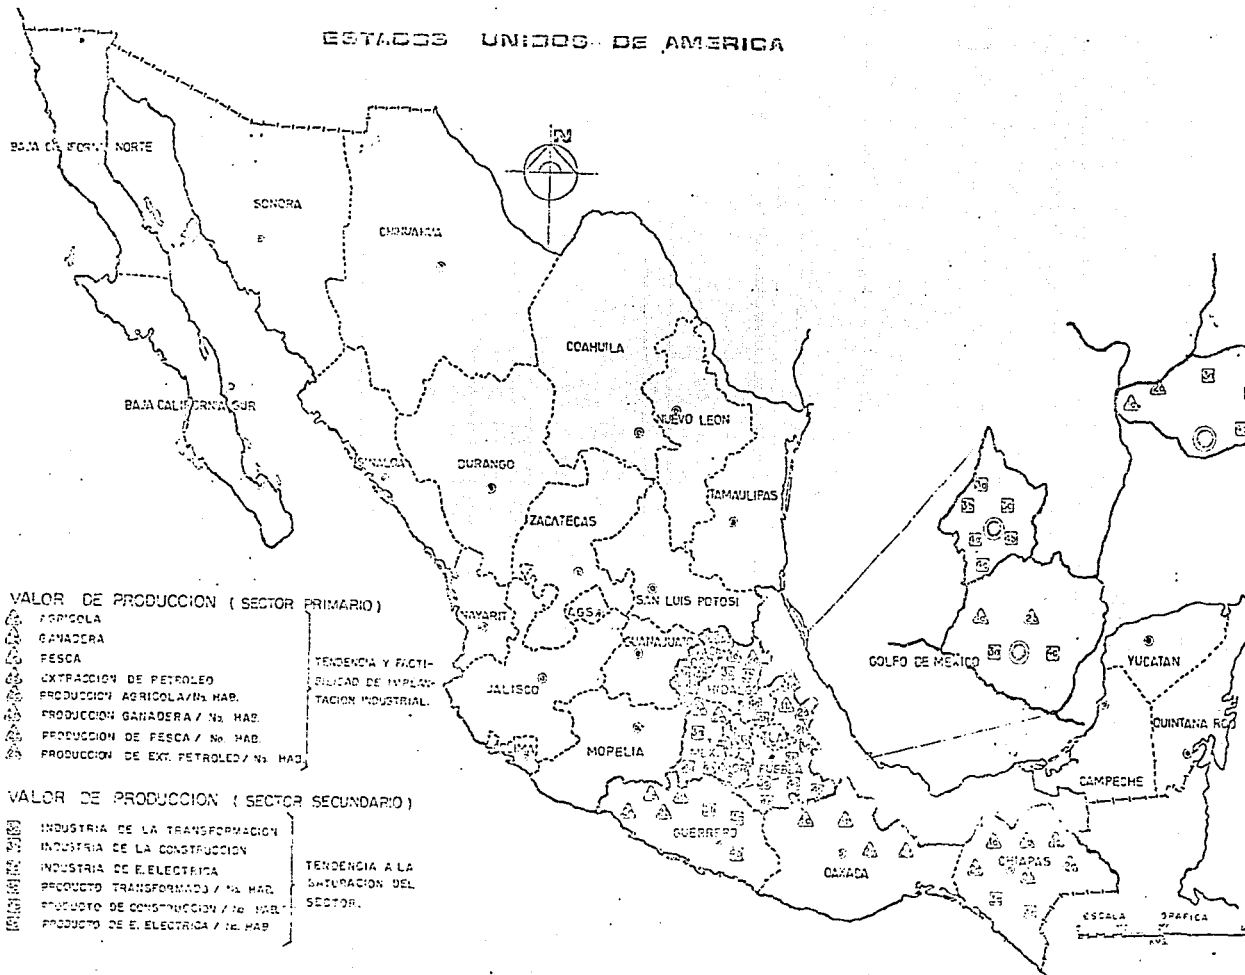 ESTADOS UNIDOS DE AMERICA
N
BAJA CALIFORNIA NORTE
SONORA
CHIHUAHUA
COAHUILA
NUEVO LEON
BAJA CALIFORNIA SUR
SINALOA
DURANGO
TAMAULIPAS
ZACATECAS
SAN LUIS POTOSI
AGS.
NAYARIT
GUANAJUATO
HIDALGO
JALISCO
GOLFO DE MEXICO
YUCATAN
QUINTANA ROO
MOPELIA
PUEBLA
CAMPECHE
GUERRERO
OAXACA
CHIAPAS
VALOR DE PRODUCCION ( SECTOR PRIMARIO )
AGRICOLA
GANADERA
PESCA
EXTRACCION DE PETROLEO
PRODUCCION AGRICOLA/No. HAB.
PRODUCCION GANADERA / No. HAB.
PRODUCCION DE PESCA / No. HAB.
PRODUCCION DE EXT. PETROLEO/ No. HAB.
TENDENCIA Y FACTI-
BILIDAD DE IMPLAN-
TACION INDUSTRIAL.
VALOR DE PRODUCCION ( SECTOR SECUNDARIO )
INDUSTRIA DE LA TRANSFORMACION
INDUSTRIA DE LA CONSTRUCCION
INDUSTRIA DE E. ELECTRICA
PRODUCTO TRANSFORMADO / No. HAB.
PRODUCTO DE CONSTRUCCION / No. HAB.
PRODUCTO DE E. ELECTRICA / No. HAB
TENDENCIA A LA
SATURACION DEL
SECTOR.
ESCALA GRAFICA
KMS.